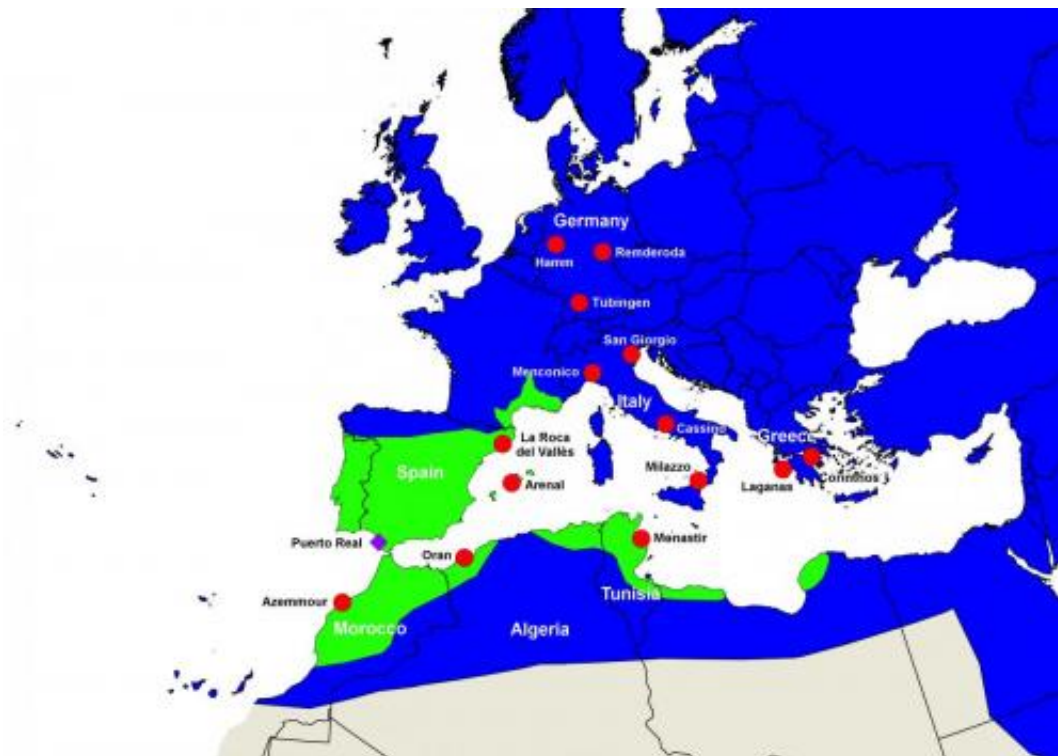 Germany
Hamm
Remderoda
Tübingen
San Giorgio
Menconico
Italy
Cassino
Greece
La Roca
del Vallès
Spain
Milazzo
Arenal
Laganas
Corinthos
Puerto Real
Oran
Menastir
Tunisia
Azemmour
Morocco
Algeria